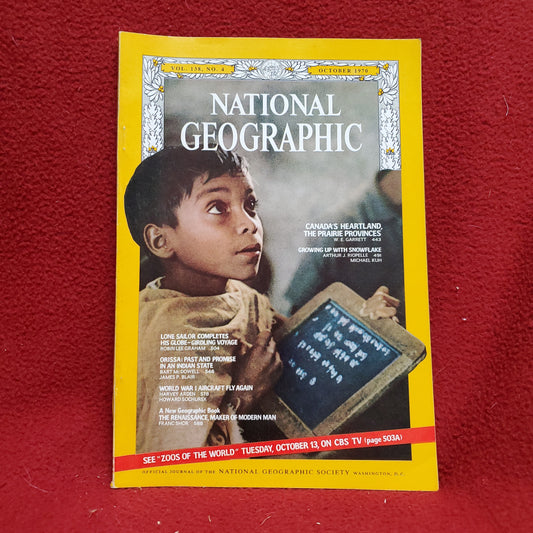 VOL. 138, NO. 4
OCTOBER 1970
NATIONAL
GEOGRAPHIC
CANADA'S HEARTLAND,
THE PRAIRIE PROVINCES
W. E. GARRETT 443
GROWING UP WITH SNOWFLAKE
ARTHUR J. RIOPELLE 491
MICHAEL KUH
LONE SAILOR COMPLETES
HIS GLOBE-GIRDLING VOYAGE
ROBIN LEE GRAHAM 504
ORISSA: PAST AND PROMISE
IN AN INDIAN STATE
BART McDOWELL 546
JAMES P. BLAIR
WORLD WAR I AIRCRAFT FLY AGAIN
HARVEY ARDEN 578
HOWARD SOCHUREK
A New Geographic Book
THE RENAISSANCE, MAKER OF MODERN MAN
FRANC SHOR 588
SEE "ZOOS OF THE WORLD" TUESDAY, OCTOBER 13, ON CBS TV (page 503A)
OFFICIAL JOURNAL OF THE NATIONAL GEOGRAPHIC SOCIETY WASHINGTON, D.C.